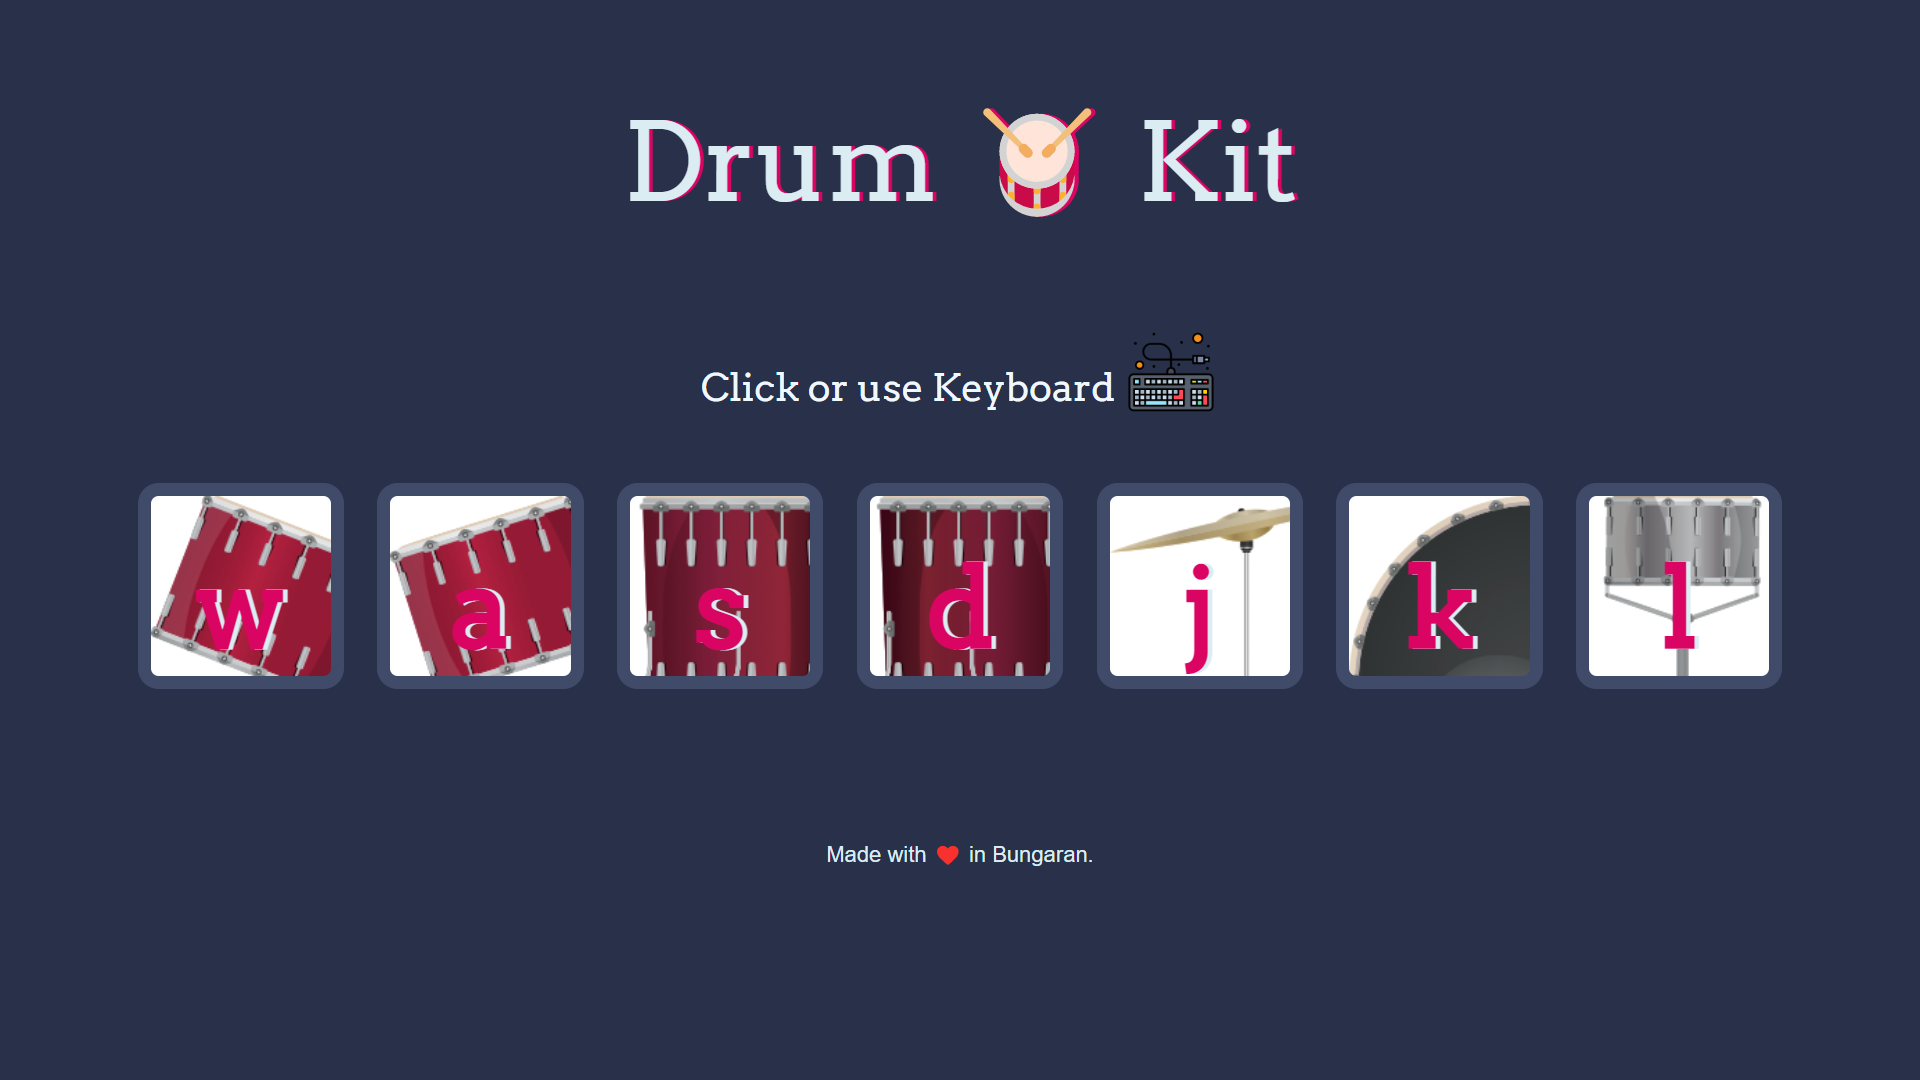 Drum Kit
Click or use Keyboard
w a s d j k l
Made with ❤ in Bungaran.